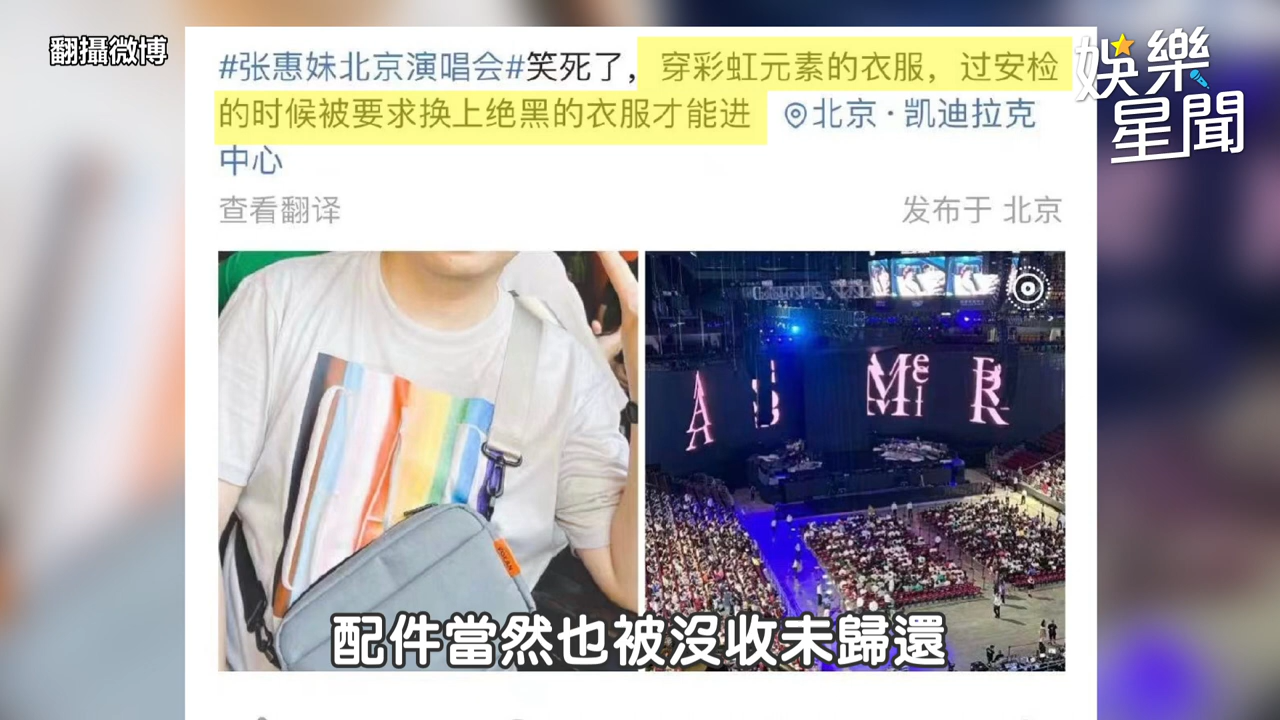 翻攝微博
娛樂
星聞
#张惠妹北京演唱会#笑死了，穿彩虹元素的衣服，过安检
的时候被要求换上绝黑的衣服才能进 北京·凯迪拉克
中心
查看翻译 发布于 北京
配件當然也被沒收未歸還